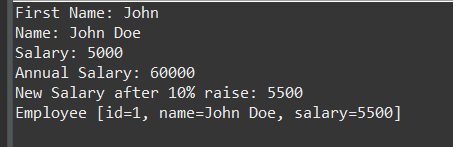 First Name: John
Name: John Doe
Salary: 5000
Annual Salary: 60000
New Salary after 10% raise: 5500
Employee [id=1, name=John Doe, salary=5500]